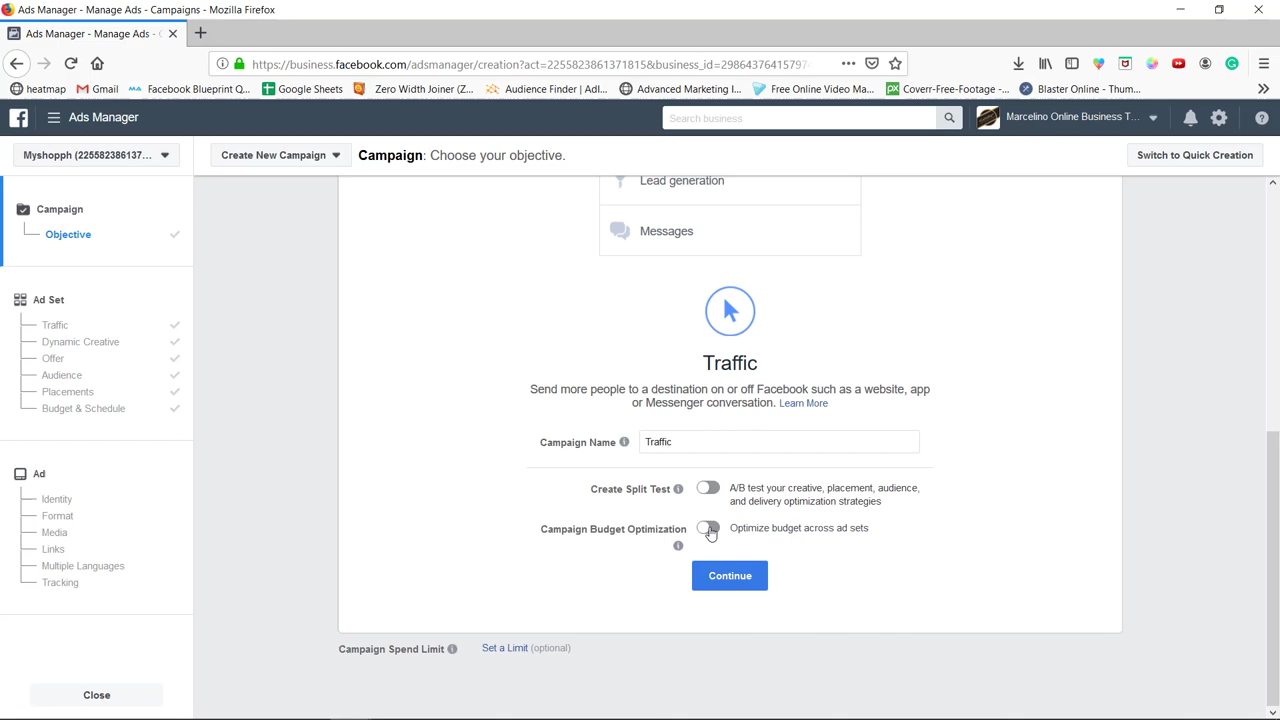 Ads Manager - Manage Ads - Campaigns - Mozilla Firefox
Ads Manager - Manage Ads -
https://business.facebook.com/adsmanager/creation?act=2255823861371815&business_id=29864376415797
heatmap
Gmail
Facebook Blueprint Q...
Google Sheets
Zero Width Joiner (Z...
Audience Finder | AdI...
Advanced Marketing I...
Free Online Video Ma...
Coverr-Free-Footage -...
Blaster Online - Thum...
Ads Manager
Search business
Marcelino Online Business T...
Myshopph (225582386137...
Create New Campaign
Campaign: Choose your objective.
Switch to Quick Creation
Campaign
Objective
Ad Set
Traffic
Dynamic Creative
Offer
Audience
Placements
Budget & Schedule
Ad
Identity
Format
Media
Links
Multiple Languages
Tracking
Close
Lead generation
Messages
Traffic
Send more people to a destination on or off Facebook such as a website, app
or Messenger conversation. Learn More
Campaign Name Traffic
Create Split Test A/B test your creative, placement, audience,
and delivery optimization strategies
Campaign Budget Optimization Optimize budget across ad sets
Continue
Campaign Spend Limit Set a Limit (optional)